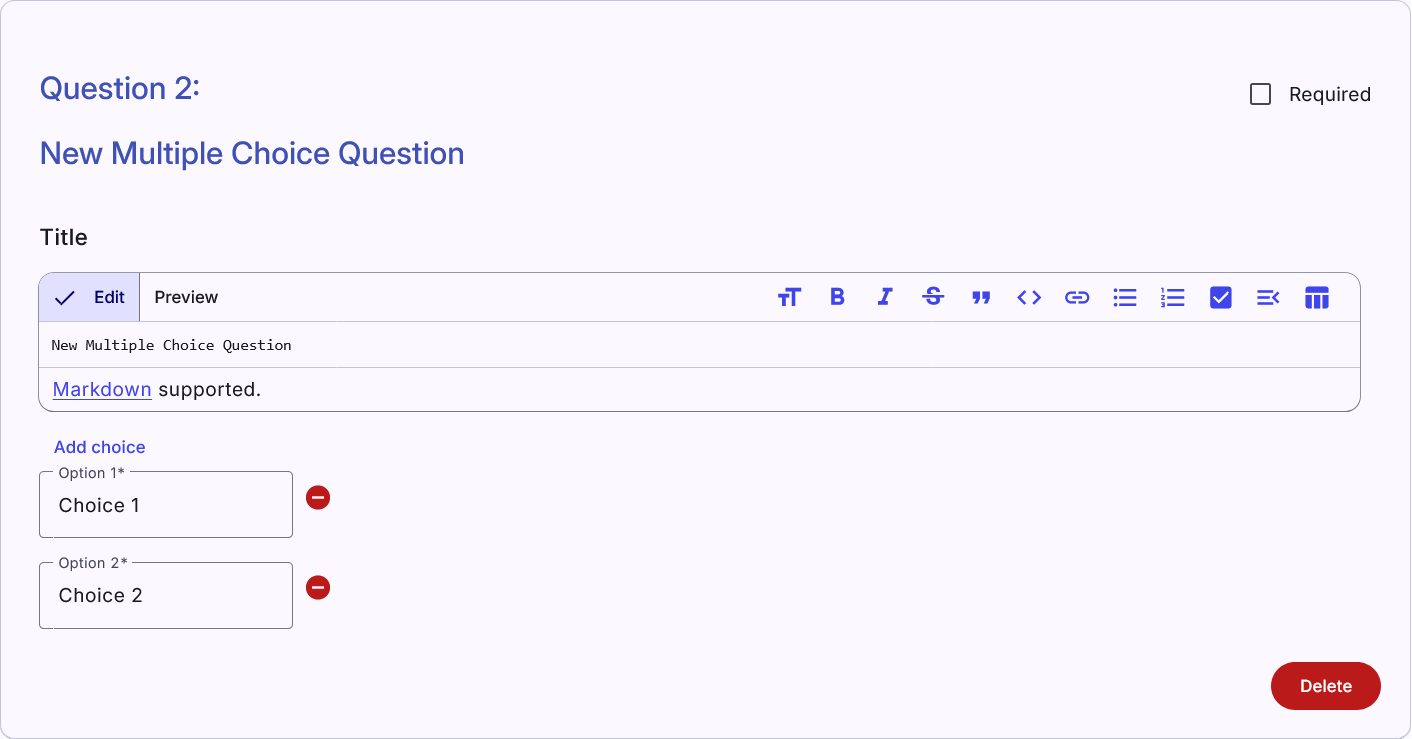 Question 2:
Required
New Multiple Choice Question
Title
Edit
Preview
New Multiple Choice Question
Markdown supported.
Add choice
Option 1*
Choice 1
Option 2*
Choice 2
Delete